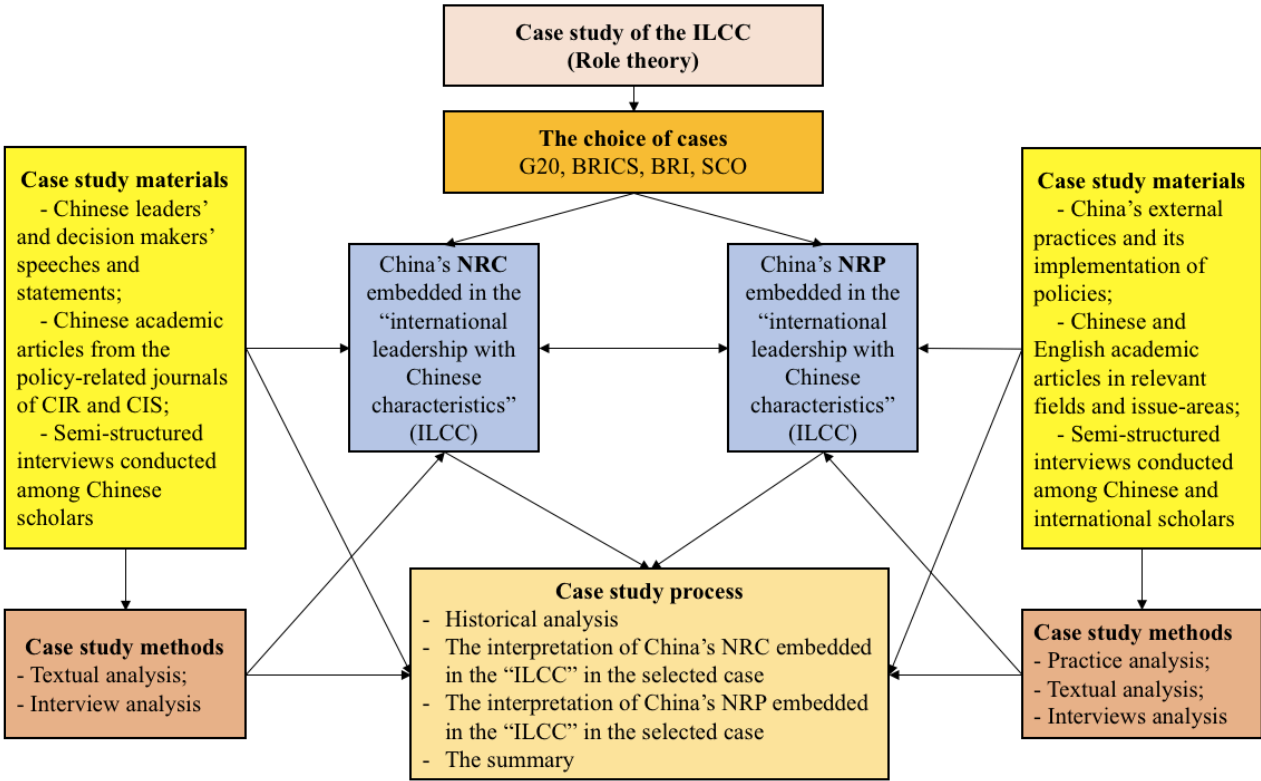 Case study of the ILCC
(Role theory)
The choice of cases
G20, BRICS, BRI, SCO
Case study materials
- Chinese leaders’
and decision makers’
speeches and
statements;
- Chinese academic
articles from the
policy-related journals
of CIR and CIS;
- Semi-structured
interviews conducted
among Chinese
scholars
China’s NRC
embedded in the
“international
leadership with
Chinese
characteristics”
(ILCC)
China’s NRP
embedded in the
“international
leadership with
Chinese
characteristics”
(ILCC)
Case study materials
- China’s external
practices and its
implementation of
policies;
- Chinese and
English academic
articles in relevant
fields and issue-areas;
- Semi-structured
interviews conducted
among Chinese and
international scholars
Case study methods
- Textual analysis;
- Interview analysis
Case study process
- Historical analysis
- The interpretation of China’s NRC embedded
in the “ILCC” in the selected case
- The interpretation of China’s NRP embedded
in the “ILCC” in the selected case
- The summary
Case study methods
- Practice analysis;
- Textual analysis;
- Interviews analysis